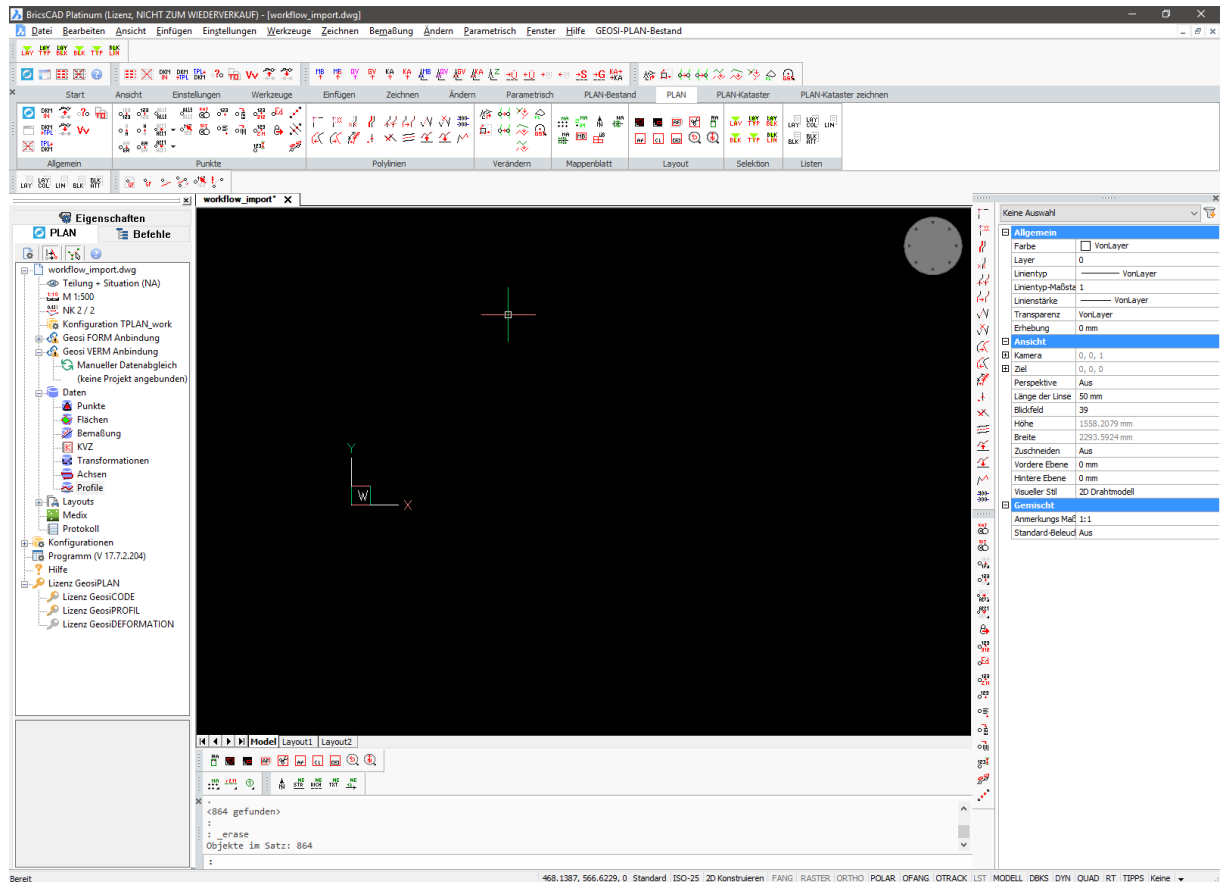 BricsCAD Platinum (Lizenz, NICHT ZUM WIEDERVERKAUF) - [workflow_import.dwg]
Datei Bearbeiten Ansicht Einfügen Einstellungen Werkzeuge Zeichnen Bemaßung Ändern Parametrisch Fenster Hilfe GEOSI-PLAN-Bestand
Start Ansicht Einstellungen Werkzeuge Einfügen Zeichnen Ändern Parametrisch PLAN-Bestand PLAN PLAN-Kataster PLAN-Kataster zeichnen
Allgemein Punkte Polylinien Verändern Mappenblatt Layout Selektion Listen
workflow_import*
Eigenschaften
PLAN Befehle
workflow_import.dwg
Teilung + Situation (NA)
M 1:500
NK 2 / 2
Konfiguration TPLAN_work
Geosi FORM Anbindung
Geosi VERM Anbindung
Manueller Datenabgleich
(keine Projekt angebunden)
Daten
Punkte
Flächen
Bemaßung
KVZ
Transformationen
Achsen
Profile
Layouts
Medix
Protokoll
Konfigurationen
Programm (V 17.7.2.204)
Hilfe
Lizenz GeosiPLAN
Lizenz GeosiCODE
Lizenz GeosiPROFIL
Lizenz GeosiDEFORMATION
Y
W
X
Model Layout1 Layout2
<864 gefunden>
:
: _erase
Objekte im Satz: 864
:
Keine Auswahl
Allgemein
Farbe VonLayer
Layer 0
Linientyp VonLayer
Linientyp-Maßsta 1
Linienstärke VonLayer
Transparenz VonLayer
Erhebung 0 mm
Ansicht
Kamera 0, 0, 1
Ziel 0, 0, 0
Perspektive Aus
Länge der Linse 50 mm
Blickfeld 39
Höhe 1558.2079 mm
Breite 2293.5924 mm
Zuschneiden Aus
Vordere Ebene 0 mm
Hintere Ebene 0 mm
Visueller Stil 2D Drahtmodell
Gemischt
Anmerkungs Maß 1:1
Standard-Beleuch Aus
Bereit 468.1387, 566.6229, 0 Standard ISO-25 2D Konstruieren FANG RASTER ORTHO POLAR OFANG OTRACK LST MODELL DBKS DYN QUAD RT TIPPS Keine